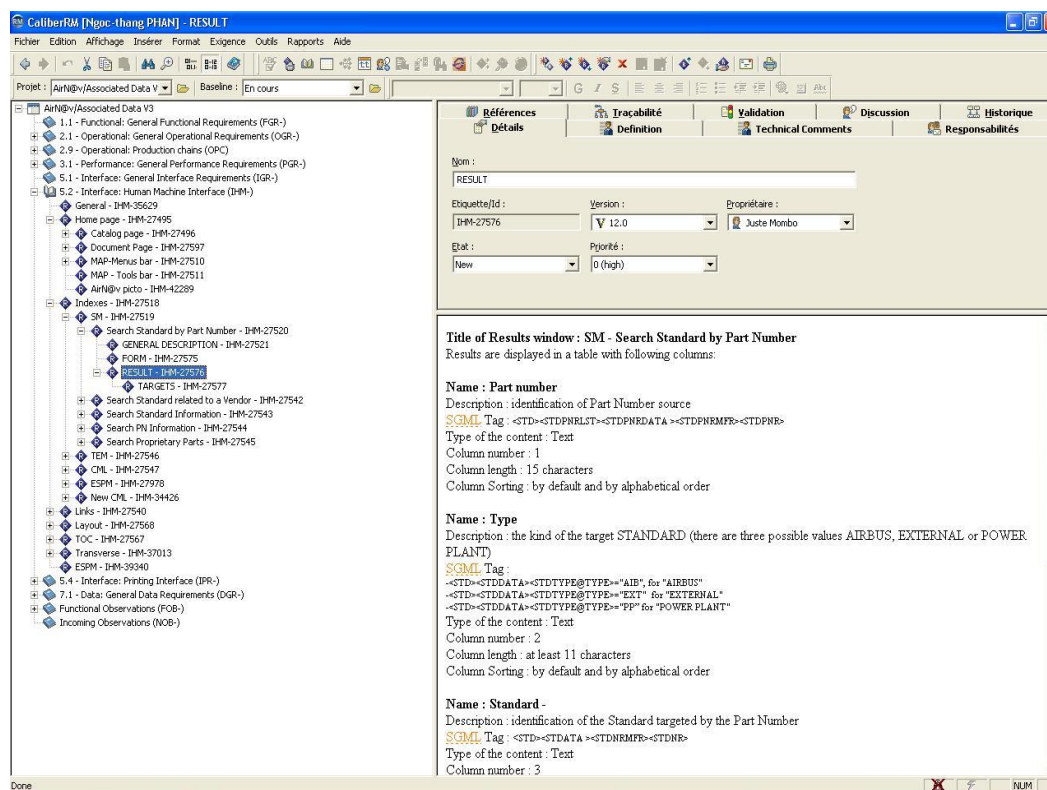 CaliberRM [Ngoc-thang PHAN] - RESULT
Fichier Edition Affichage Insérer Format Exigence Outils Rapports Aide
Projet : AirN@v/Associated Data V Baseline : En cours G I S
AirN@v/Associated Data V3
1.1 - Functional: General Functional Requirements (FGR-)
2.1 - Operational: General Operational Requirements (OGR-)
2.9 - Operational: Production chains (OPC)
3.1 - Performance: General Performance Requirements (PGR-)
5.1 - Interface: General Interface Requirements (IGR-)
5.2 - Interface: Human Machine Interface (IHM-)
General - IHM-35629
Home page - IHM-27495
Catalog page - IHM-27496
Document Page - IHM-27597
MAP-Menus bar - IHM-27510
MAP - Tools bar - IHM-27511
AirN@v picto - IHM-42289
Indexes - IHM-27518
SM - IHM-27519
Search Standard by Part Number - IHM-27520
GENERAL DESCRIPTION - IHM-27521
FORM - IHM-27575
RESULT - IHM-27576
TARGETS - IHM-27577
Search Standard related to a Vendor - IHM-27542
Search Standard Information - IHM-27543
Search PN Information - IHM-27544
Search Proprietary Parts - IHM-27545
TEM - IHM-27546
CML - IHM-27547
ESPM - IHM-27978
New CML - IHM-34426
Links - IHM-27540
Layout - IHM-27568
TOC - IHM-27567
Transverse - IHM-37013
ESPM - IHM-39340
5.4 - Interface: Printing Interface (IPR-)
7.1 - Data: General Data Requirements (DGR-)
Functional Observations (FOB-)
Incoming Observations (NOB-)
Références Traçabilité Validation Discussion Historique
Détails Definition Technical Comments Responsabilités
Nom :
RESULT
Etiquette/Id : Version : Propriétaire :
IHM-27576 12.0 Juste Mombo
Etat : Priorité :
New 0 (high)
Title of Results window : SM - Search Standard by Part Number
Results are displayed in a table with following columns:
Name : Part number
Description : identification of Part Number source
SGML Tag : <STD><STDPNRLST><STDPNRDATA ><STDPNRMFR><STDPNR>
Type of the content : Text
Column number : 1
Column length : 15 characters
Column Sorting : by default and by alphabetical order
Name : Type
Description : the kind of the target STANDARD (there are three possible values AIRBUS, EXTERNAL or POWER
PLANT)
SGML Tag :
-<STD><STDDATA><STDTYPE@TYPE>="AIB", for "AIRBUS"
-<STD><STDDATA><STDTYPE@TYPE>="EXT" for "EXTERNAL"
-<STD><STDDATA><STDTYPE@TYPE>="PP" for "POWER PLANT"
Type of the content : Text
Column number : 2
Column length : at least 11 characters
Column Sorting : by default and by alphabetical order
Name : Standard -
Description : identification of the Standard targeted by the Part Number
SGML Tag : <STD><STDATA ><STDNRMFR><STDNR>
Type of the content : Text
Column number : 3
Done NUM